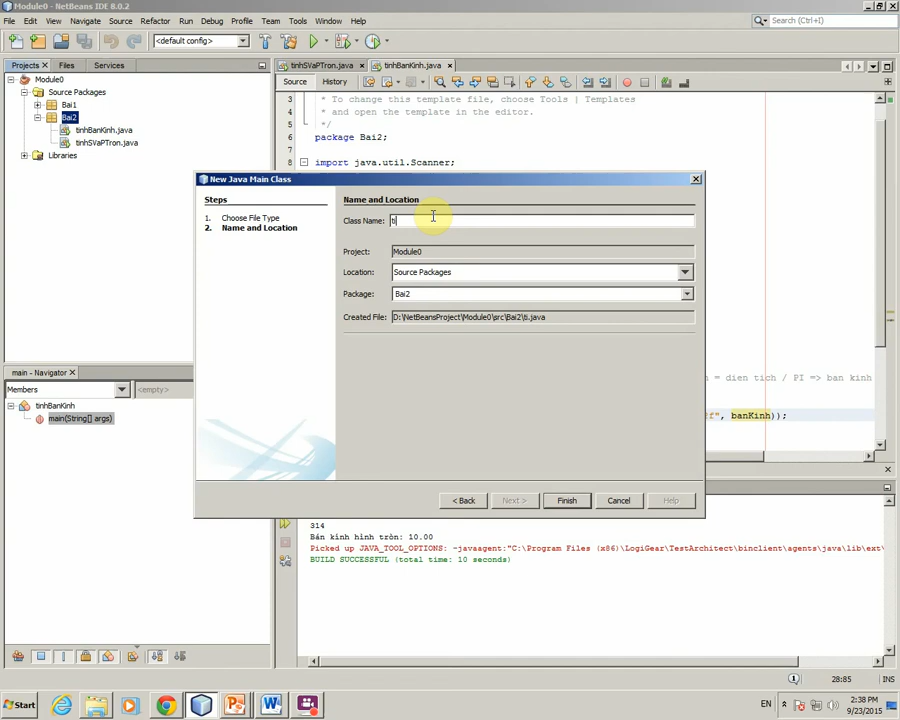 Module0 - NetBeans IDE 8.0.2
File Edit View Navigate Source Refactor Run Debug Profile Team Tools Window Help
Search (Ctrl+I)
<default config>
Projects Files Services
tinhSVaPTron.java tinhBanKinh.java
Module0
Source Packages
Bai1
Bai2
tinhBanKinh.java
tinhSVaPTron.java
Libraries
Source History
3 * To change this template file, choose Tools | Templates
4 * and open the template in the editor.
5 */
6 package Bai2;
7
8 import java.util.Scanner;
New Java Main Class
Steps
1. Choose File Type
2. Name and Location
Name and Location
Class Name: ti
Project: Module0
Location: Source Packages
Package: Bai2
Created File: D:\NetBeansProject\Module0\src\Bai2\ti.java
< Back Next > Finish Cancel Help
= dien tich / PI => ban kinh
f", banKinh));
main - Navigator
Members <empty>
tinhBanKinh
main(String[] args)
314
Bán kính hình tròn: 10.00
Picked up JAVA_TOOL_OPTIONS: -javaagent:"C:\Program Files (x86)\LogiGear\TestArchitect\binclient\agents\java\lib\ext\
BUILD SUCCESSFUL (total time: 10 seconds)
1 28:85 INS
Start
EN
2:38 PM
9/23/2015